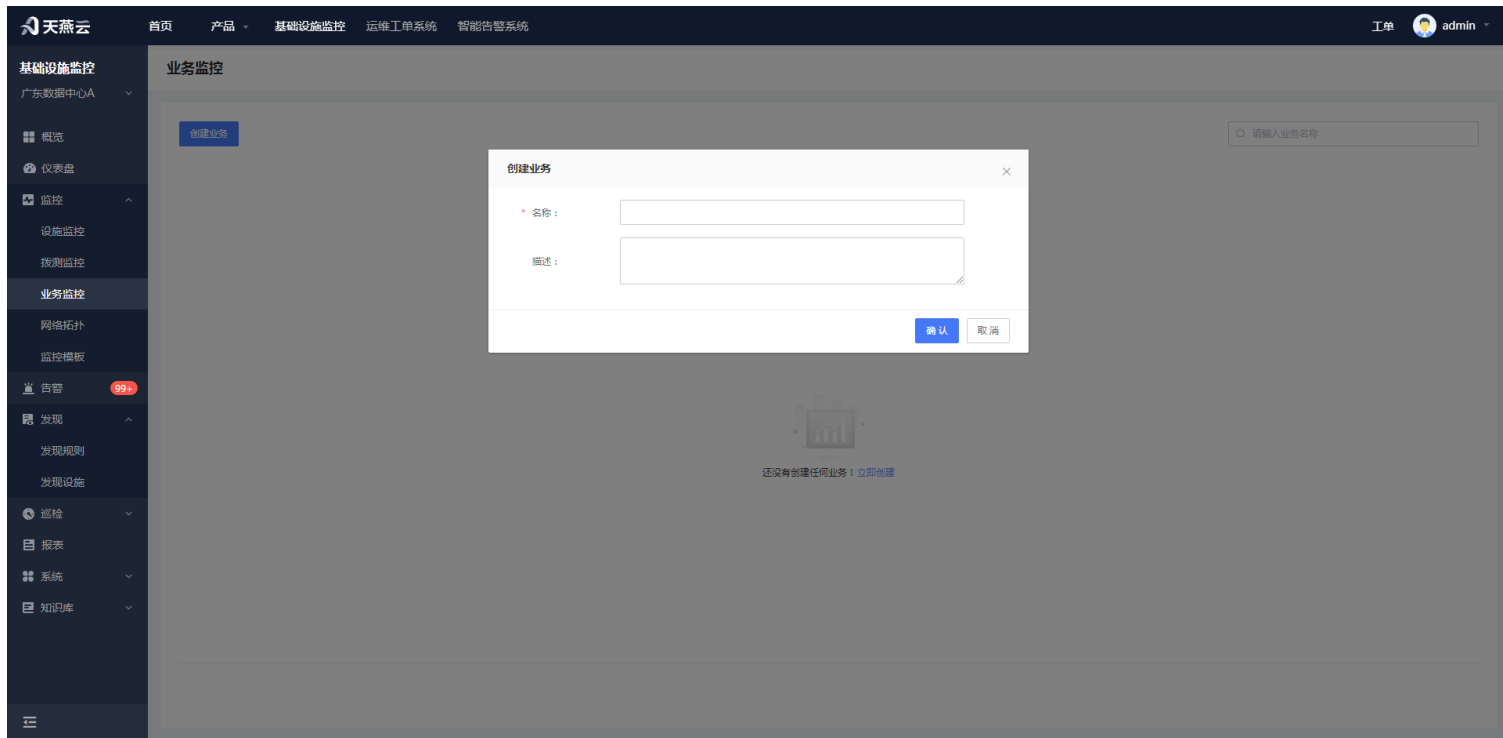 天燕云
首页 产品 基础设施监控 运维工单系统 智能告警系统
工单 admin
基础设施监控
广东数据中心A
概览
仪表盘
监控
设施监控
拨测监控
业务监控
网络拓扑
监控模板
告警 99+
发现
发现规则
发现设施
巡检
报表
系统
知识库
业务监控
创建业务
请输入业务名称
创建业务
* 名称：
描述：
确认 取消
还没有创建任何业务！立即创建